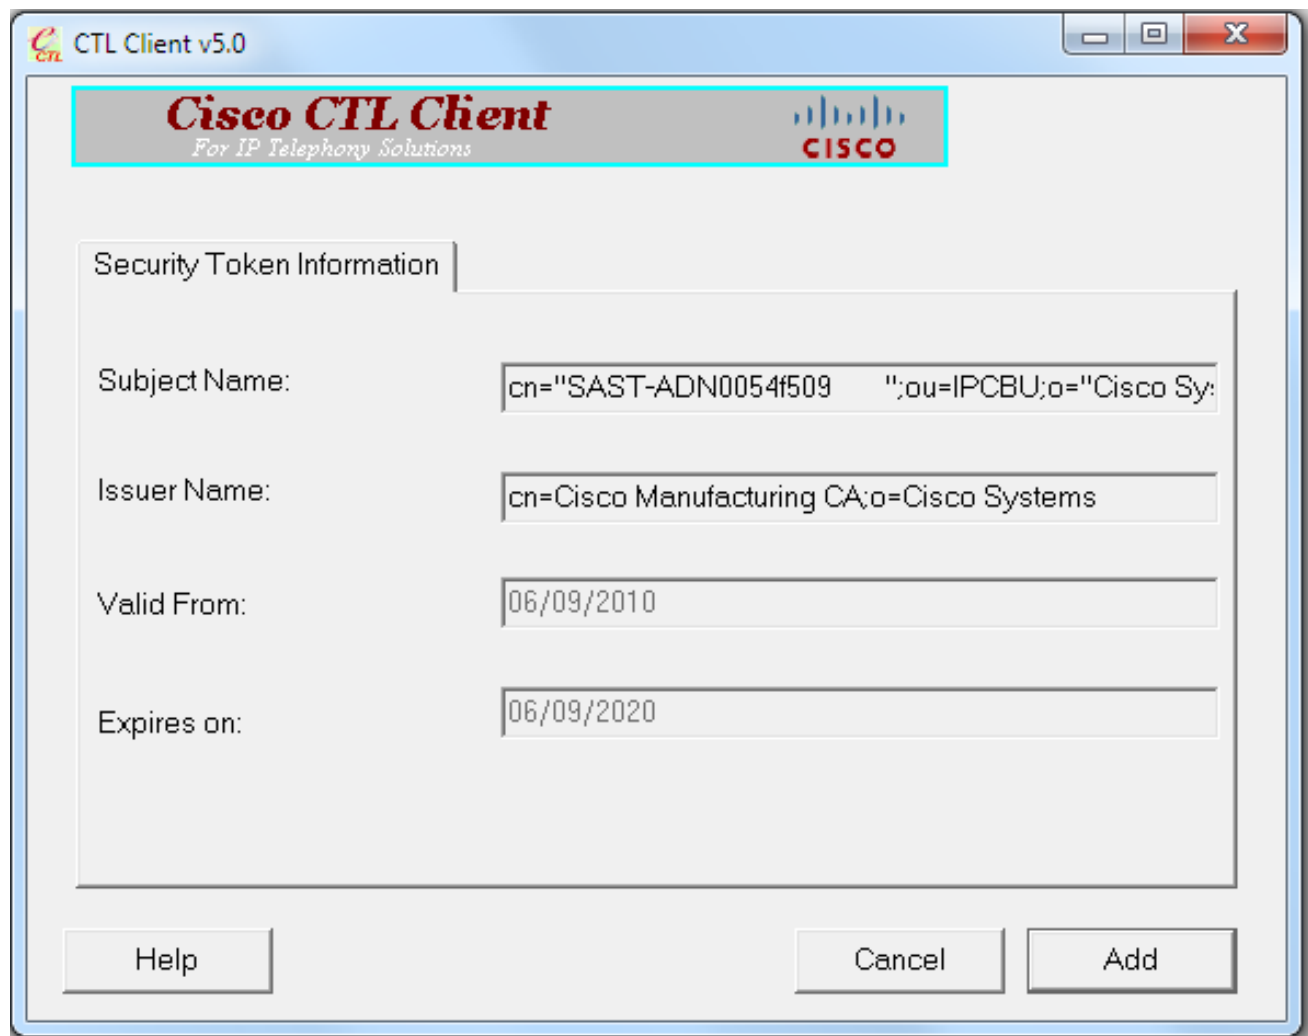 CTL Client v5.0
Cisco CTL Client
For IP Telephony Solutions
CISCO
Security Token Information
Subject Name: cn="SAST-ADN0054f509 ";ou=IPCBU;o="Cisco Sys
Issuer Name: cn=Cisco Manufacturing CA;o=Cisco Systems
Valid From: 06/09/2010
Expires on: 06/09/2020
Help Cancel Add